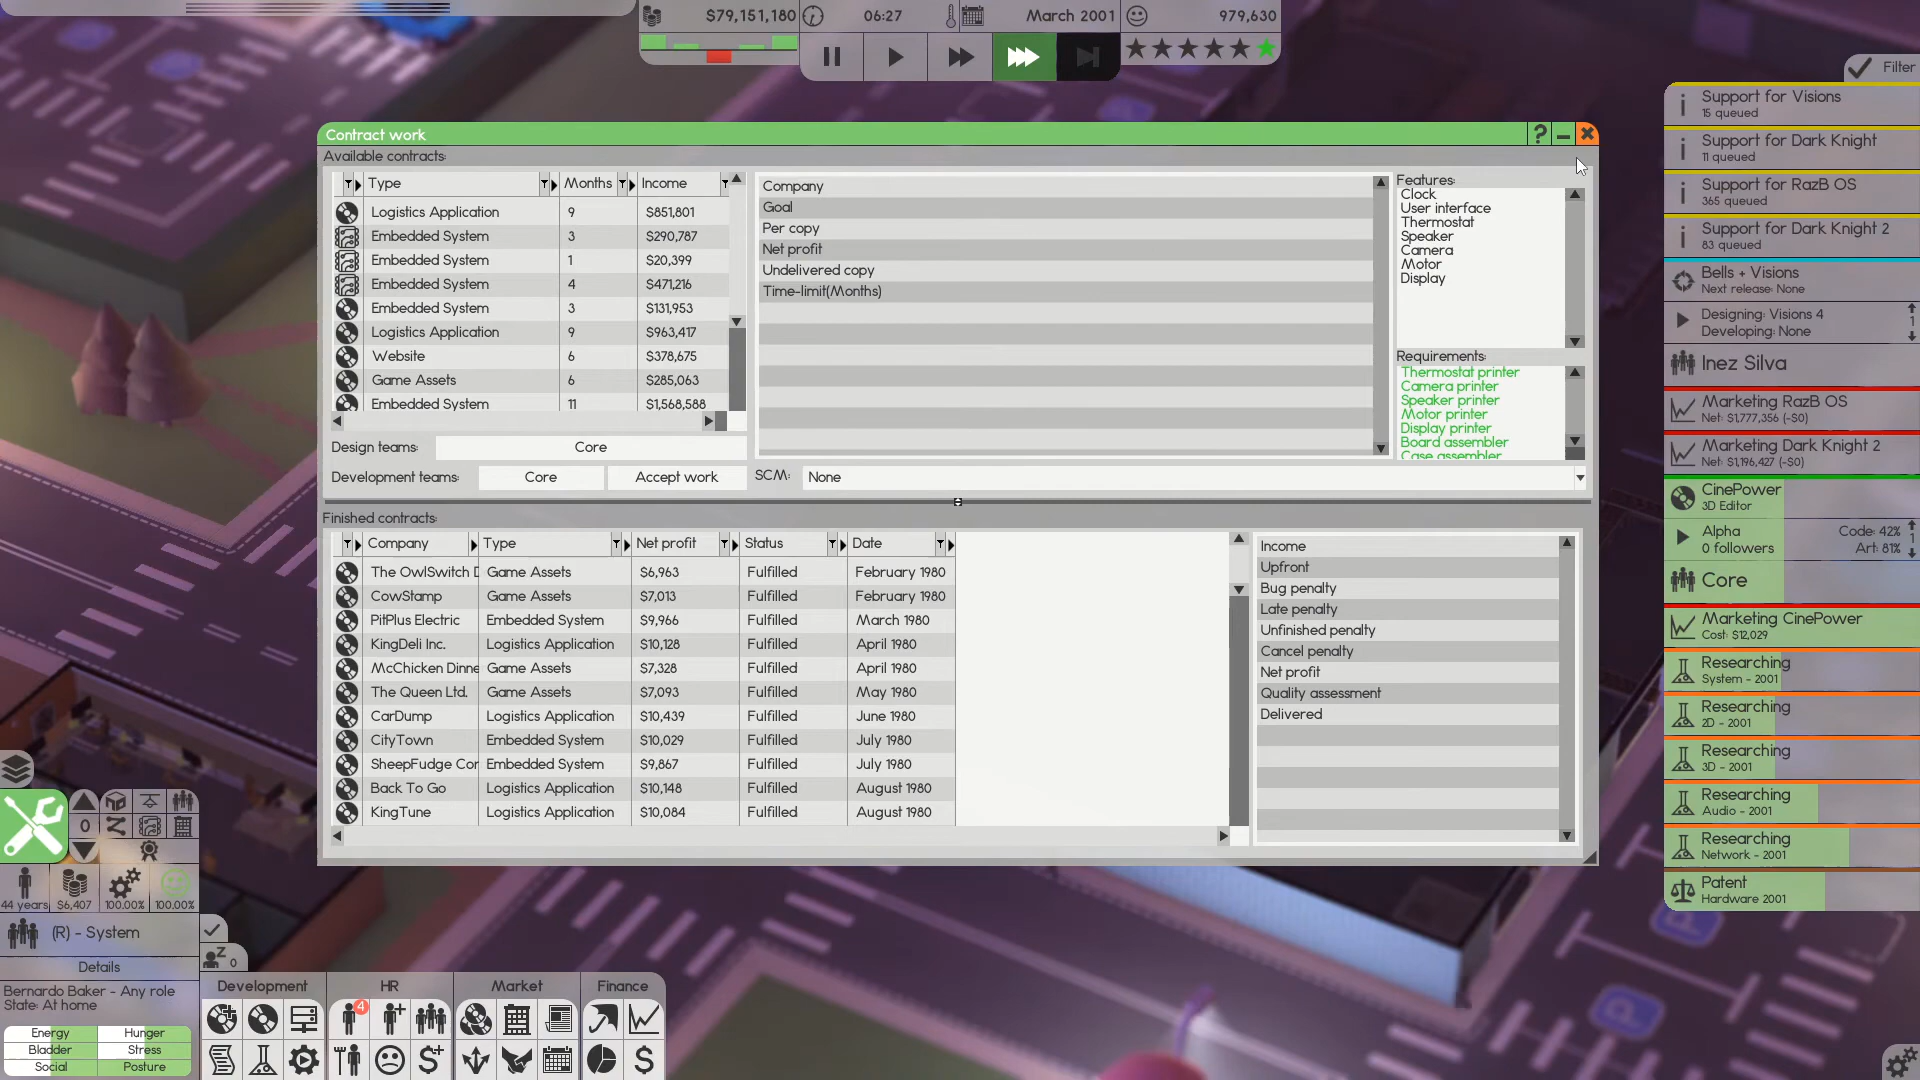 $79,151,180
06:27
March 2001
979,630
Filter
Contract work
?
Available contracts:
Type
Months
Income
Logistics Application 9 $851,801
Embedded System 3 $290,787
Embedded System 1 $20,399
Embedded System 4 $471,216
Embedded System 3 $131,953
Logistics Application 9 $963,417
Website 6 $378,675
Game Assets 6 $285,063
Embedded System 11 $1,568,588
Company
Goal
Per copy
Net profit
Undelivered copy
Time-limit(Months)
Features:
Clock
User interface
Thermostat
Speaker
Camera
Motor
Display
Requirements:
Thermostat printer
Camera printer
Speaker printer
Motor printer
Display printer
Board assembler
Case assembler
Design teams: Core
Development teams: Core
Accept work
SCM: None
Finished contracts:
Company Type Net profit Status Date
The OwlSwitch D Game Assets $6,963 Fulfilled February 1980
CowStamp Game Assets $7,013 Fulfilled February 1980
PitPlus Electric Embedded System $9,966 Fulfilled March 1980
KingDeli Inc. Logistics Application $10,128 Fulfilled April 1980
McChicken Dinne Game Assets $7,328 Fulfilled April 1980
The Queen Ltd. Game Assets $7,093 Fulfilled May 1980
CarDump Logistics Application $10,439 Fulfilled June 1980
CityTown Embedded System $10,029 Fulfilled July 1980
SheepFudge Cor Embedded System $9,867 Fulfilled July 1980
Back To Go Logistics Application $10,148 Fulfilled August 1980
KingTune Logistics Application $10,084 Fulfilled August 1980
Income
Upfront
Bug penalty
Late penalty
Unfinished penalty
Cancel penalty
Net profit
Quality assessment
Delivered
Support for Visions
15 queued
Support for Dark Knight
11 queued
Support for RazB OS
365 queued
Support for Dark Knight 2
83 queued
Bells + Visions
Next release: None
Designing: Visions 4
Developing: None
1
Inez Silva
Marketing RazB OS
Net: $1,777,356 (-$0)
Marketing Dark Knight 2
Net: $1,196,427 (-$0)
CinePower
3D Editor
Alpha Code: 42%
0 followers Art: 81%
1
Core
Marketing CinePower
Cost: $12,029
Researching
System - 2001
Researching
2D - 2001
Researching
3D - 2001
Researching
Audio - 2001
Researching
Network - 2001
Patent
Hardware 2001
0
44 years $6,407 100.00% 100.00%
(R) - System
Details
Bernardo Baker - Any role
State: At home
Energy Hunger
Bladder Stress
Social Posture
Z
0
Development
HR
Market
Finance
4